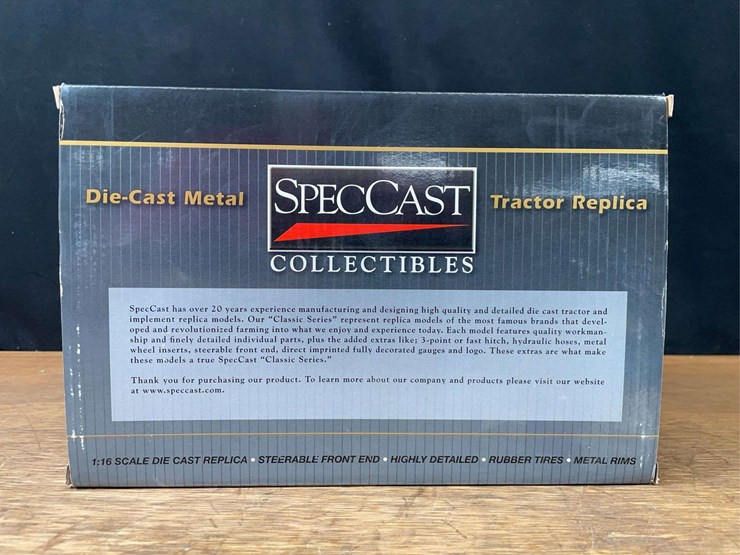 Die-Cast Metal
SPECCAST
Tractor Replica
COLLECTIBLES
SpecCast has over 20 years experience manufacturing and designing high quality and detailed die cast tractor and
implement replica models. Our "Classic Series" represent replica models of the most famous brands that devel-
oped and revolutionized farming into what we enjoy and experience today. Each model features quality workman-
ship and finely detailed individual parts, plus the added extras like; 3-point or fast hitch, hydraulic hoses, metal
wheel inserts, steerable front end, direct imprinted fully decorated gauges and logo. These extras are what make
these models a true SpecCast "Classic Series."
Thank you for purchasing our product. To learn more about our company and products please visit our website
at www.speccast.com.
1:16 SCALE DIE CAST REPLICA • STEERABLE FRONT END • HIGHLY DETAILED • RUBBER TIRES • METAL RIMS